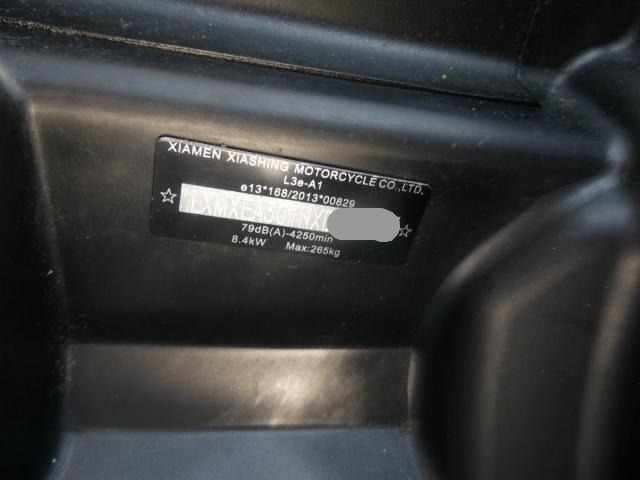 XIAMEN XIASHING MOTORCYCLE CO.,LTD.
L3e-A1
e13*168/2013*00829
79dB(A)-4250min
8.4kW Max:265kg